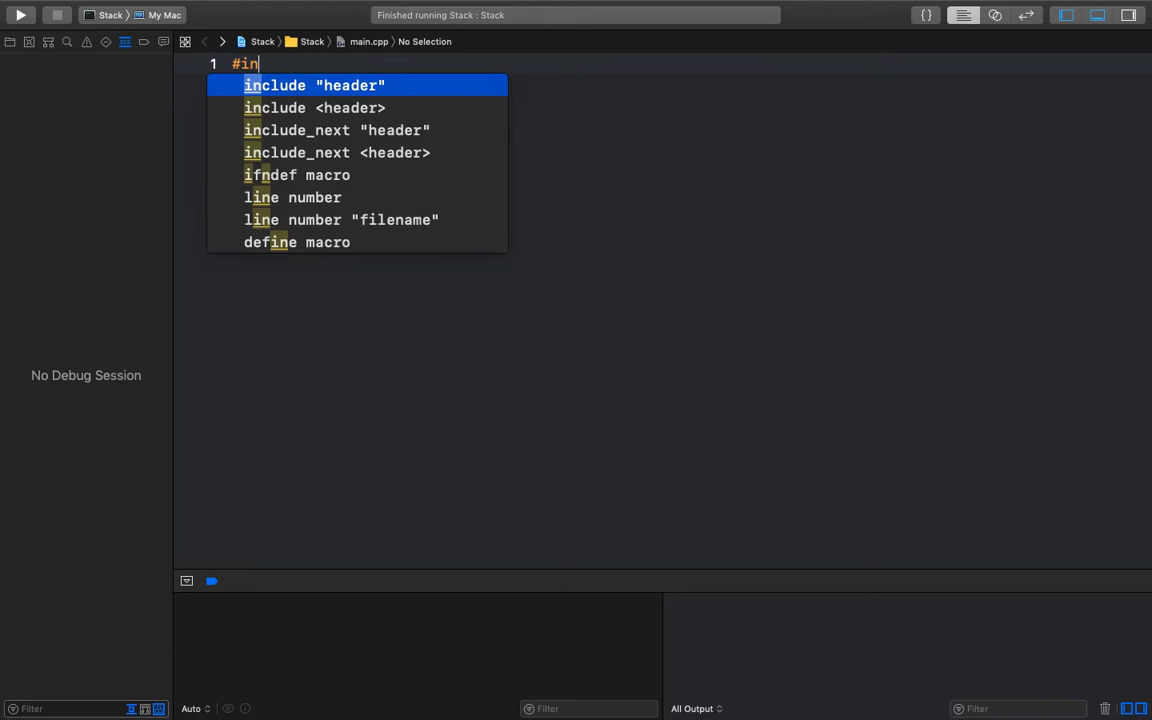 Stack 〉 My Mac
Finished running Stack : Stack
{ }
Stack 〉 Stack 〉 main.cpp 〉 No Selection
1 #in
include "header"
include <header>
include_next "header"
include_next <header>
ifndef macro
line number
line number "filename"
define macro
No Debug Session
Filter
Auto
Filter
All Output
Filter